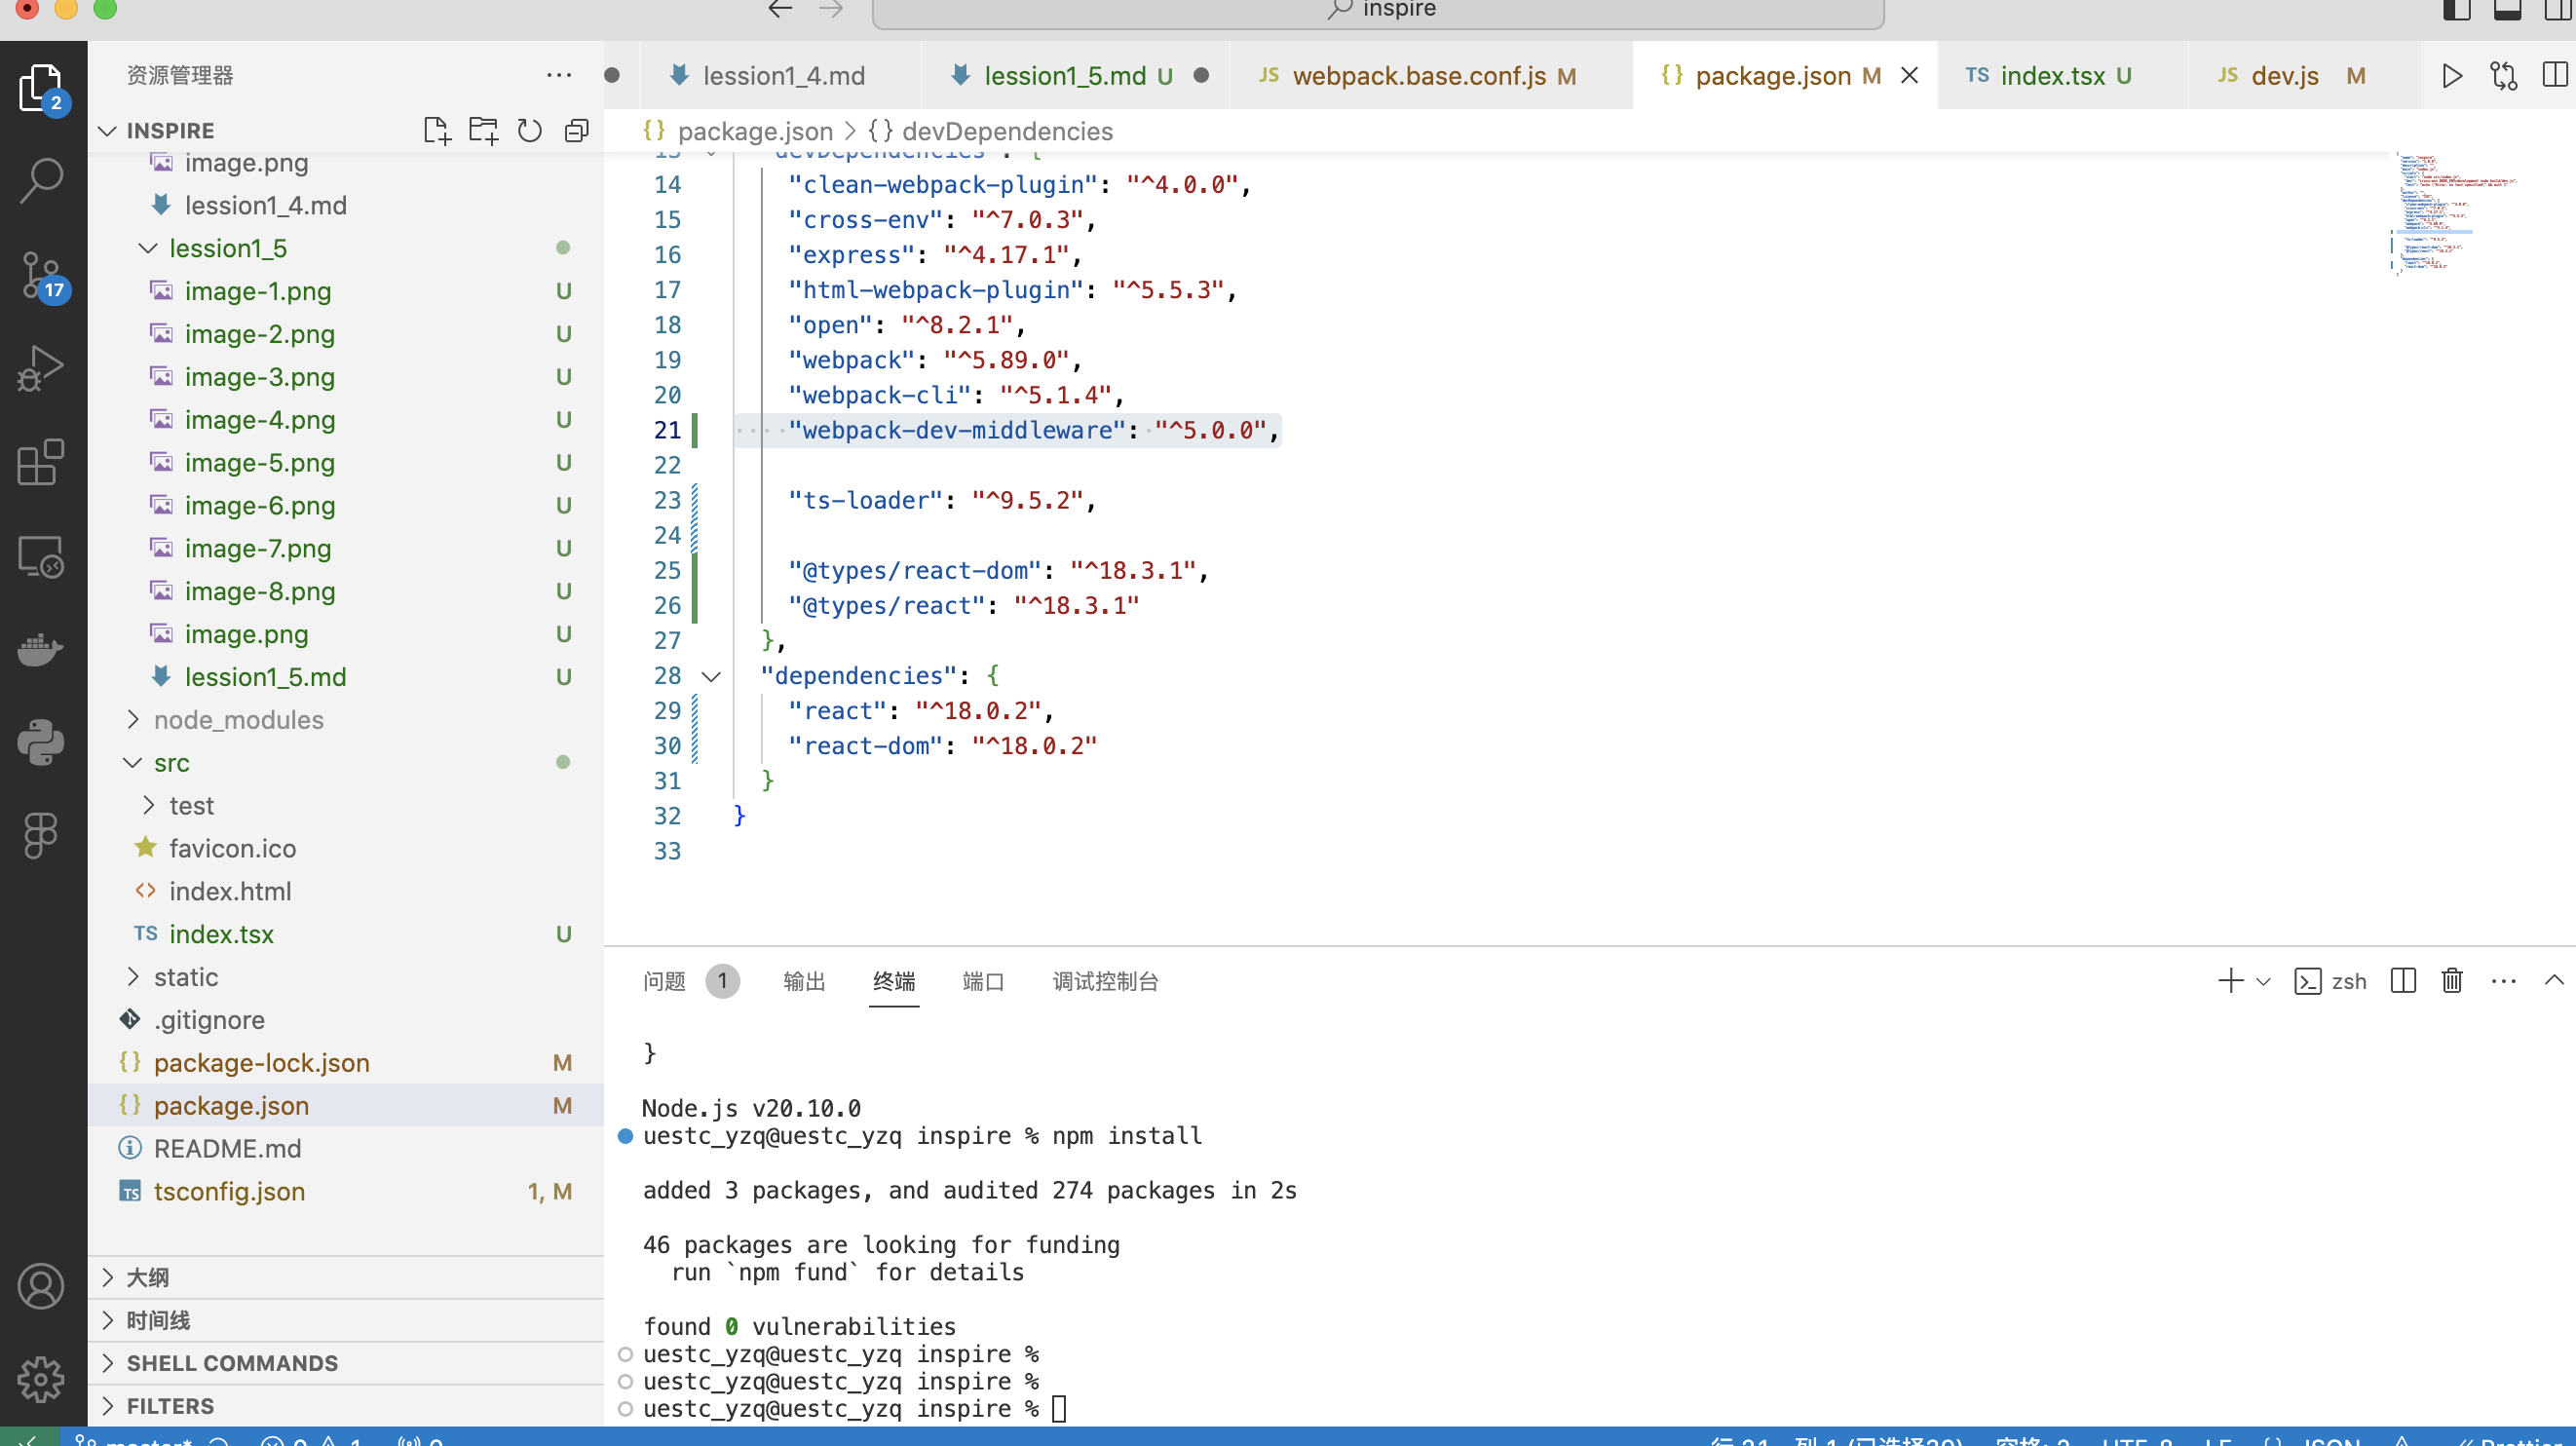 inspire
资源管理器
lession1_4.md
lession1_5.md U
JS webpack.base.conf.js M
{} package.json M
TS index.tsx U
JS dev.js M
2
17
INSPIRE
{} package.json > {} devDependencies
image.png
lession1_4.md
lession1_5
image-1.png U
image-2.png U
image-3.png U
image-4.png U
image-5.png U
image-6.png U
image-7.png U
image-8.png U
image.png U
lession1_5.md U
node_modules
src
test
favicon.ico
<> index.html
TS index.tsx U
static
.gitignore
{} package-lock.json M
{} package.json M
README.md
TS tsconfig.json 1, M
大纲
时间线
SHELL COMMANDS
FILTERS
14 "clean-webpack-plugin": "^4.0.0",
15 "cross-env": "^7.0.3",
16 "express": "^4.17.1",
17 "html-webpack-plugin": "^5.5.3",
18 "open": "^8.2.1",
19 "webpack": "^5.89.0",
20 "webpack-cli": "^5.1.4",
21 "webpack-dev-middleware": "^5.0.0",
22
23 "ts-loader": "^9.5.2",
24
25 "@types/react-dom": "^18.3.1",
26 "@types/react": "^18.3.1"
27 },
28 "dependencies": {
29 "react": "^18.0.2",
30 "react-dom": "^18.0.2"
31 }
32 }
33
问题 1 输出 终端 端口 调试控制台
zsh
}
Node.js v20.10.0
uestc_yzq@uestc_yzq inspire % npm install
added 3 packages, and audited 274 packages in 2s
46 packages are looking for funding
run `npm fund` for details
found 0 vulnerabilities
uestc_yzq@uestc_yzq inspire %
uestc_yzq@uestc_yzq inspire %
uestc_yzq@uestc_yzq inspire %